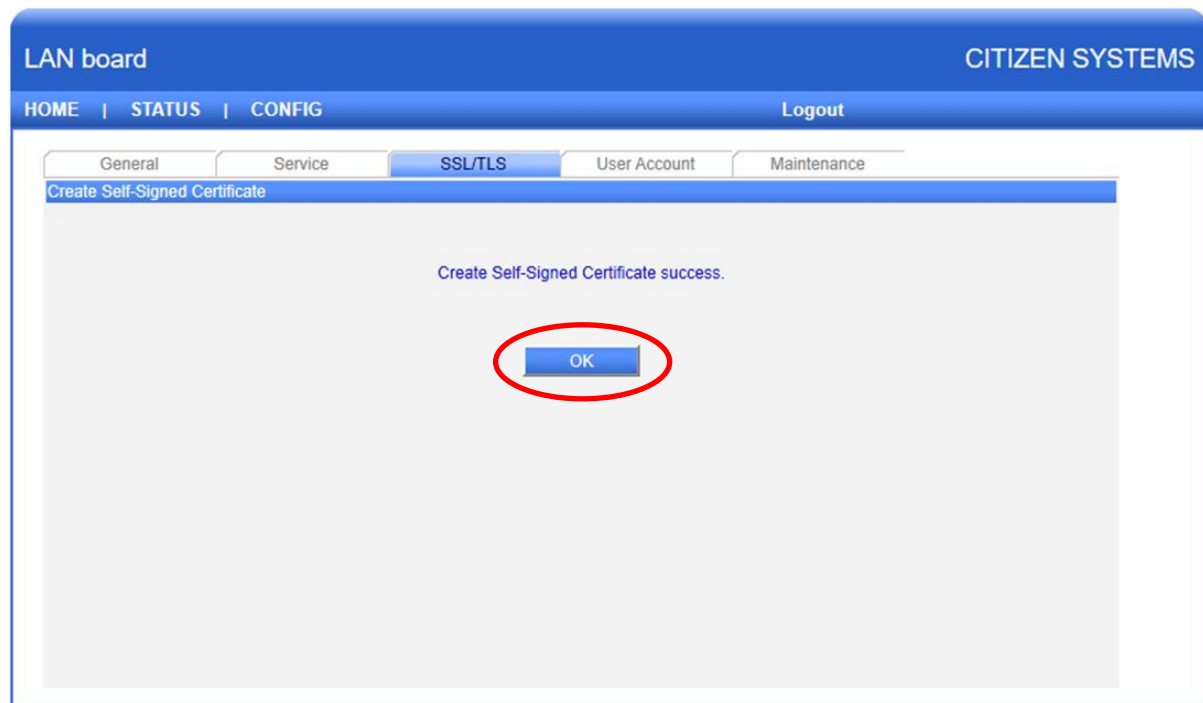 LAN board CITIZEN SYSTEMS
HOME | STATUS | CONFIG Logout
General Service SSL/TLS User Account Maintenance
Create Self-Signed Certificate
Create Self-Signed Certificate success.
OK